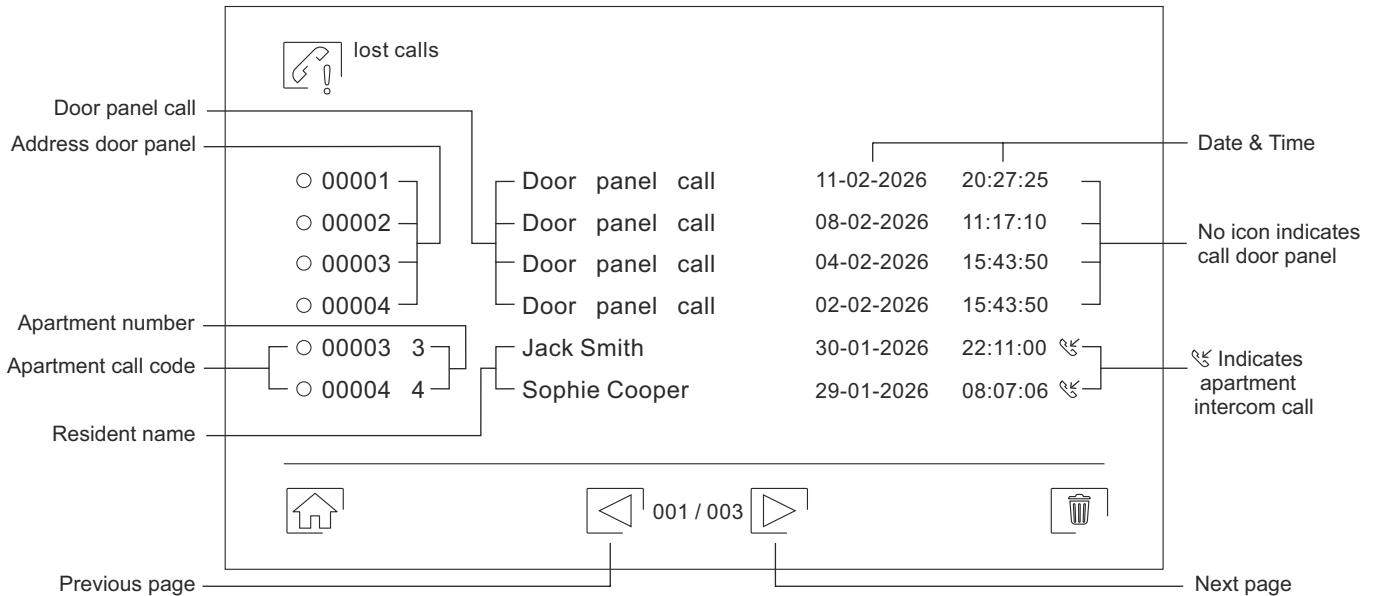 lost calls
Door panel call
Address door panel
Date & Time
00001 Door panel call 11-02-2026 20:27:25
00002 Door panel call 08-02-2026 11:17:10
00003 Door panel call 04-02-2026 15:43:50
00004 Door panel call 02-02-2026 15:43:50
No icon indicates
call door panel
Apartment number
Apartment call code
00003 3 Jack Smith 30-01-2026 22:11:00
00004 4 Sophie Cooper 29-01-2026 08:07:06
Indicates
apartment
intercom call
Resident name
001 / 003
Previous page
Next page